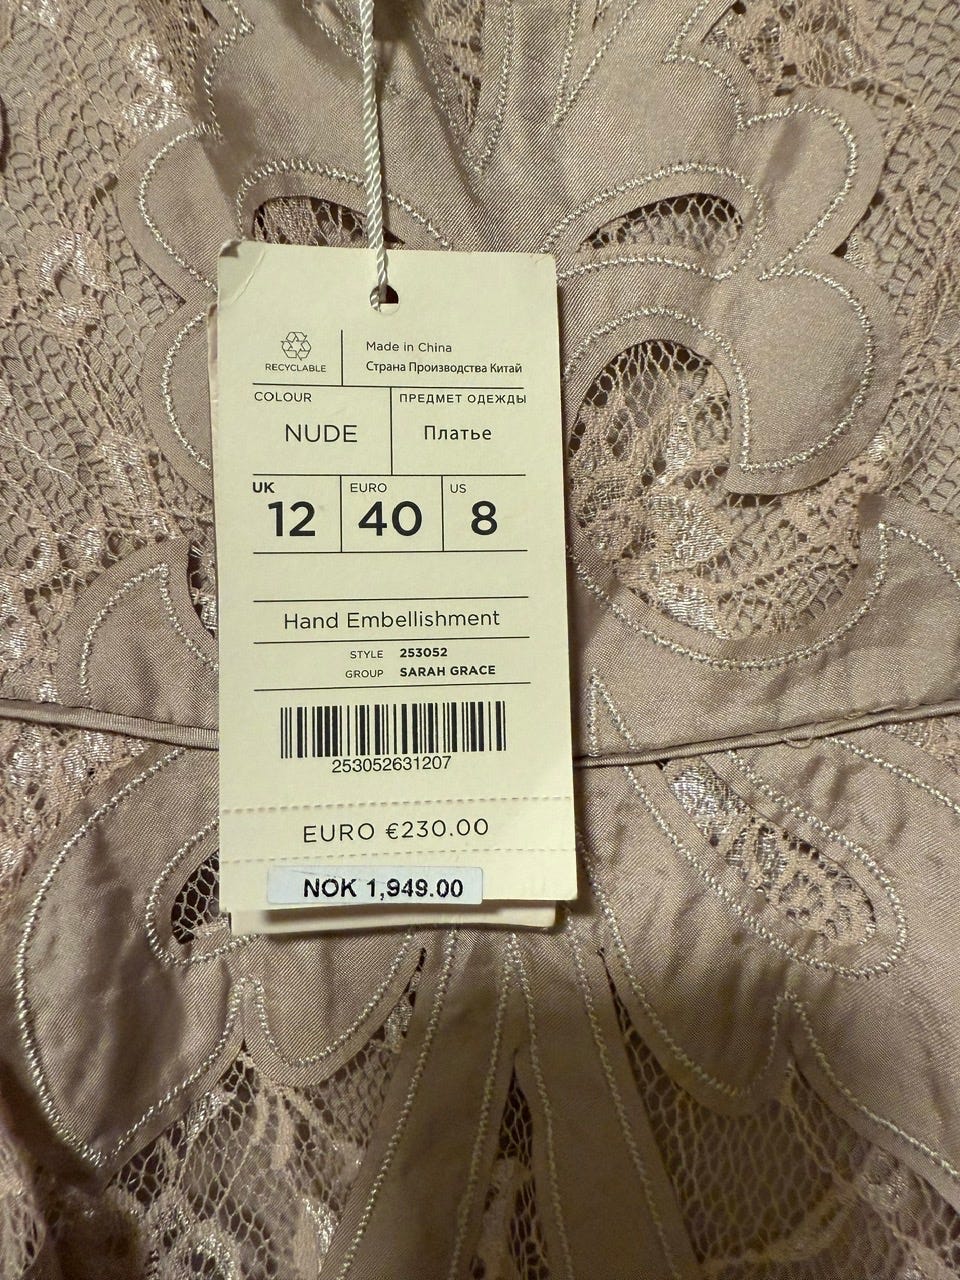 RECYCLABLE
Made in China
Страна Производства Китай
COLOUR
NUDE
ПРЕДМЕТ ОДЕЖДЫ
Платье
UK
12
EURO
40
US
8
Hand Embellishment
STYLE 253052
GROUP SARAH GRACE
253052631207
EURO €230.00
NOK 1,949.00